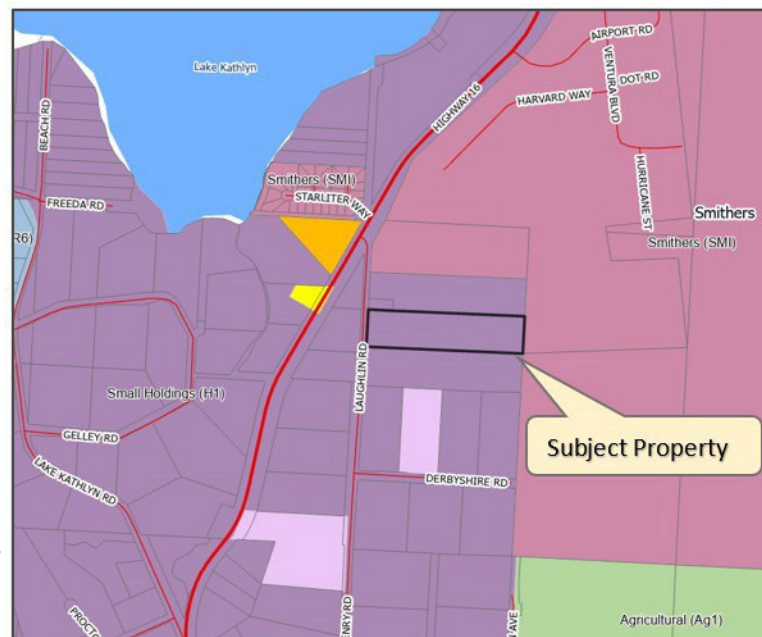 Lake Kathlyn
AIRPORT RD
VENTURA BLVD
DOT RD
HARVARD WAY
HIGHWAY 16
BEACH RD
HURRICANE ST
Smithers (SMI)
STARLITER WAY
FREEDA RD
Smithers
Smithers (SMI)
R6)
LAUGHLIN RD
Small Holdings (H1)
Subject Property
GELLEY RD
LAKE KATHLYN RD
DERBYSHIRE RD
PROCT
ENRY RD
AVE
Agricultural (Ag1)